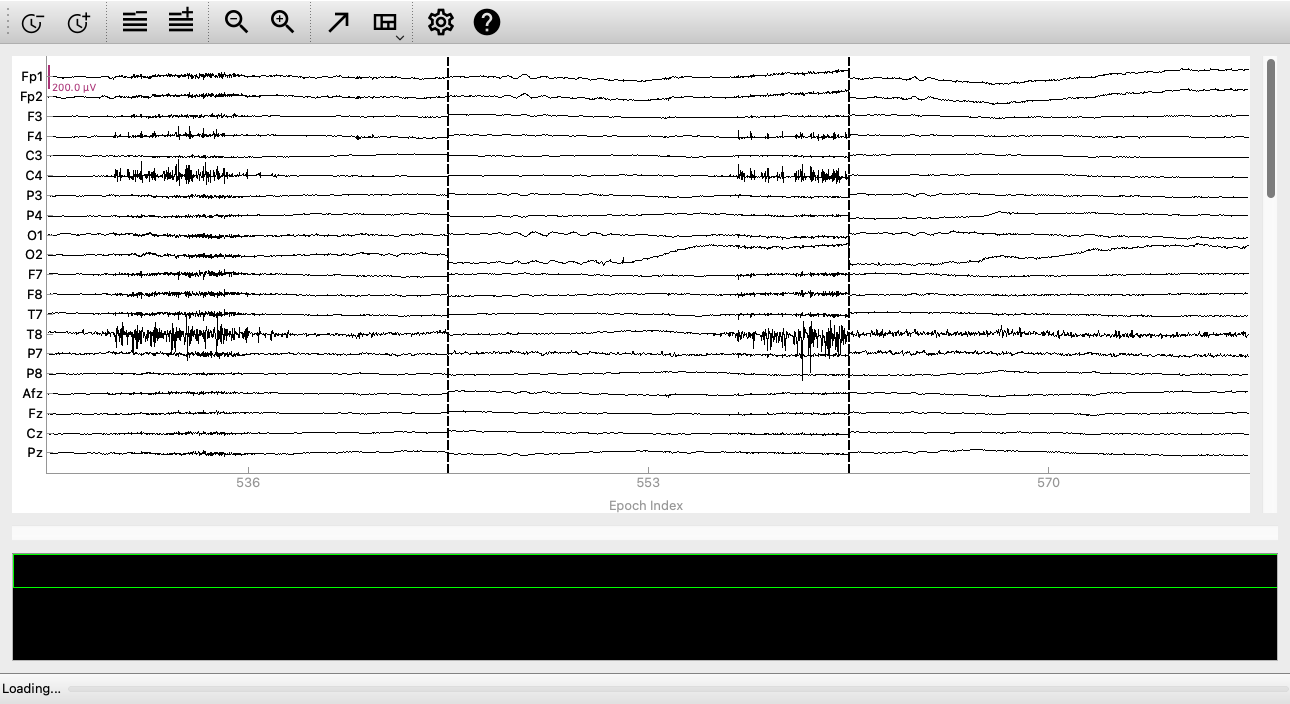 Fp1
200.0 µV
Fp2
F3
F4
C3
C4
P3
P4
O1
O2
F7
F8
T7
T8
P7
P8
Afz
Fz
Cz
Pz
536 553 570
Epoch Index
Loading...